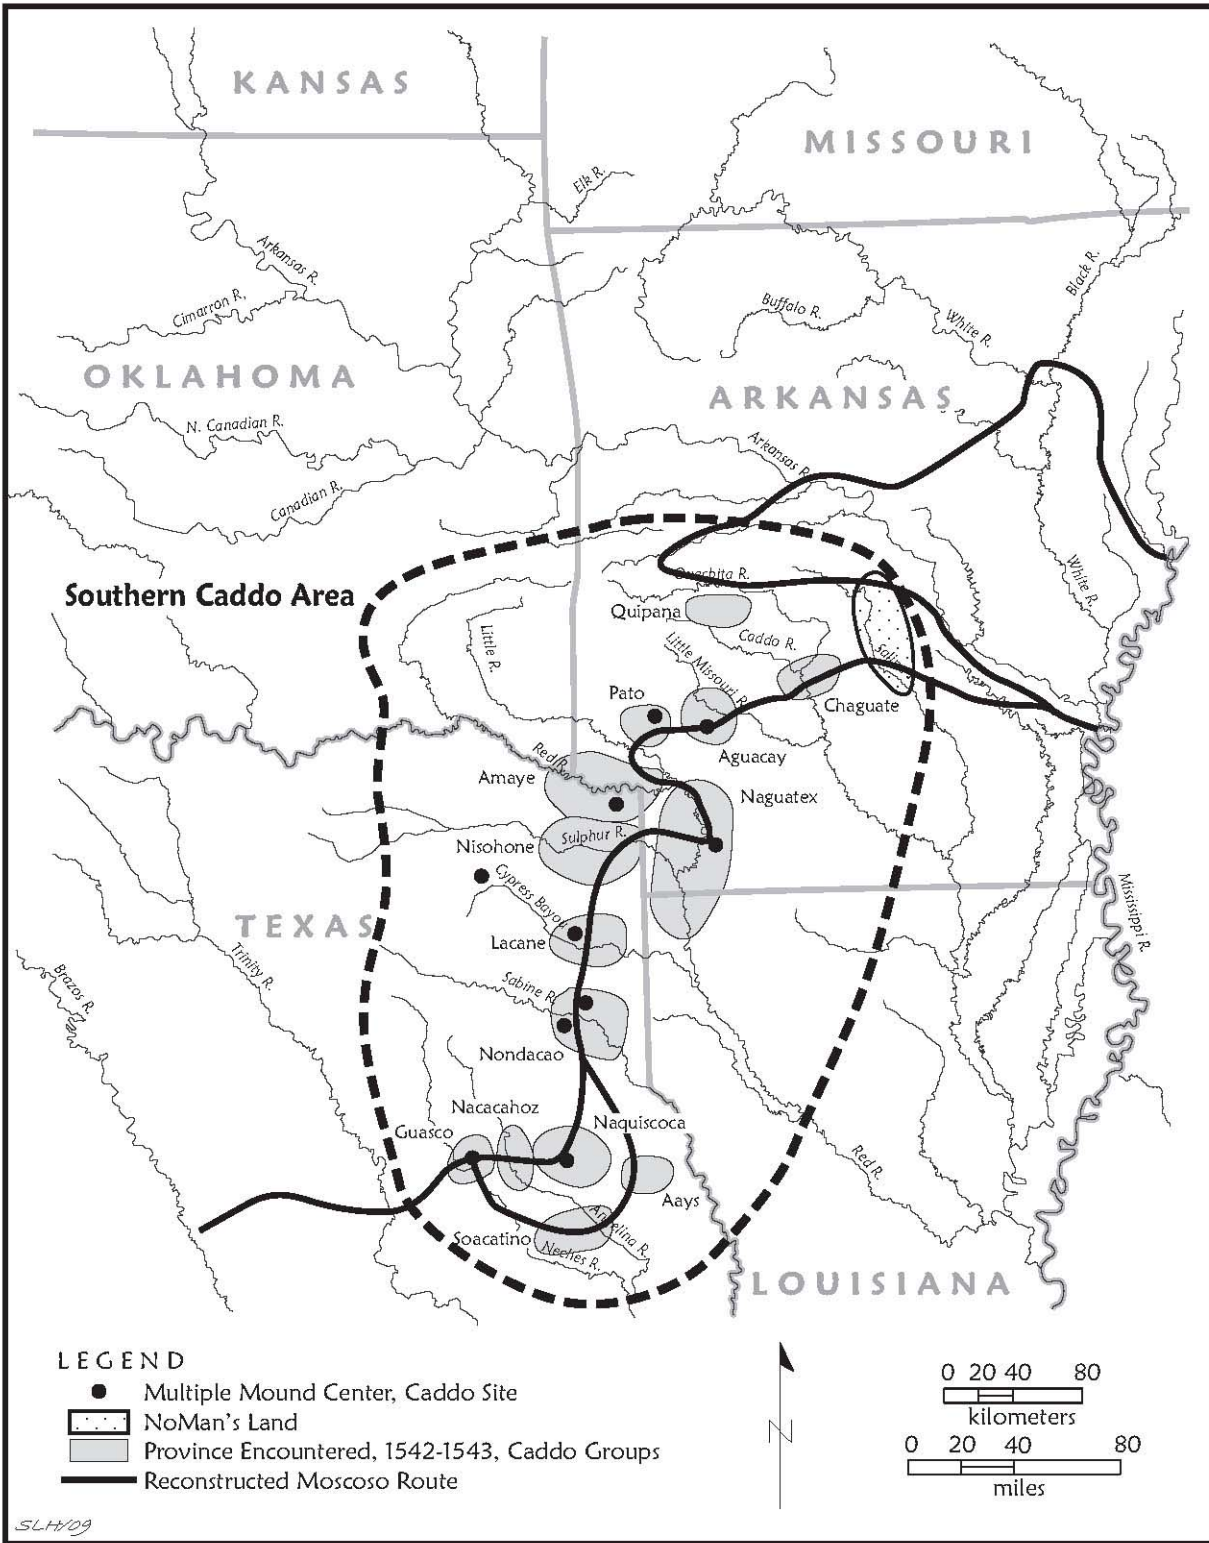 KANSAS
MISSOURI
Elk R.
Arkansas R.
Black R.
Cimarron R.
Buffalo R.
White R.
OKLAHOMA
ARKANSAS
N. Canadian R.
Arkansas R.
Canadian R.
Southern Caddo Area
Ouachita R.
White R.
Quipana
Caddo R.
Little R.
Little Missouri R.
Saline
Pato
Chaguate
Aguacay
Red R.
Amaye
Naguatex
Sulphur R.
Nisohone
Cypress Bayou
Mississippi R.
TEXAS
Lacane
Trinity R.
Brazos R.
Sabine R.
Nondacao
Nacacahoz
Naquiscoca
Guasco
Red R.
Aays
Angelina R.
Soacatino
Neches R.
LOUISIANA
LEGEND
Multiple Mound Center, Caddo Site
NoMan's Land
Province Encountered, 1542-1543, Caddo Groups
Reconstructed Moscoso Route
N
0 20 40 80
kilometers
0 20 40 80
miles
SLH/09